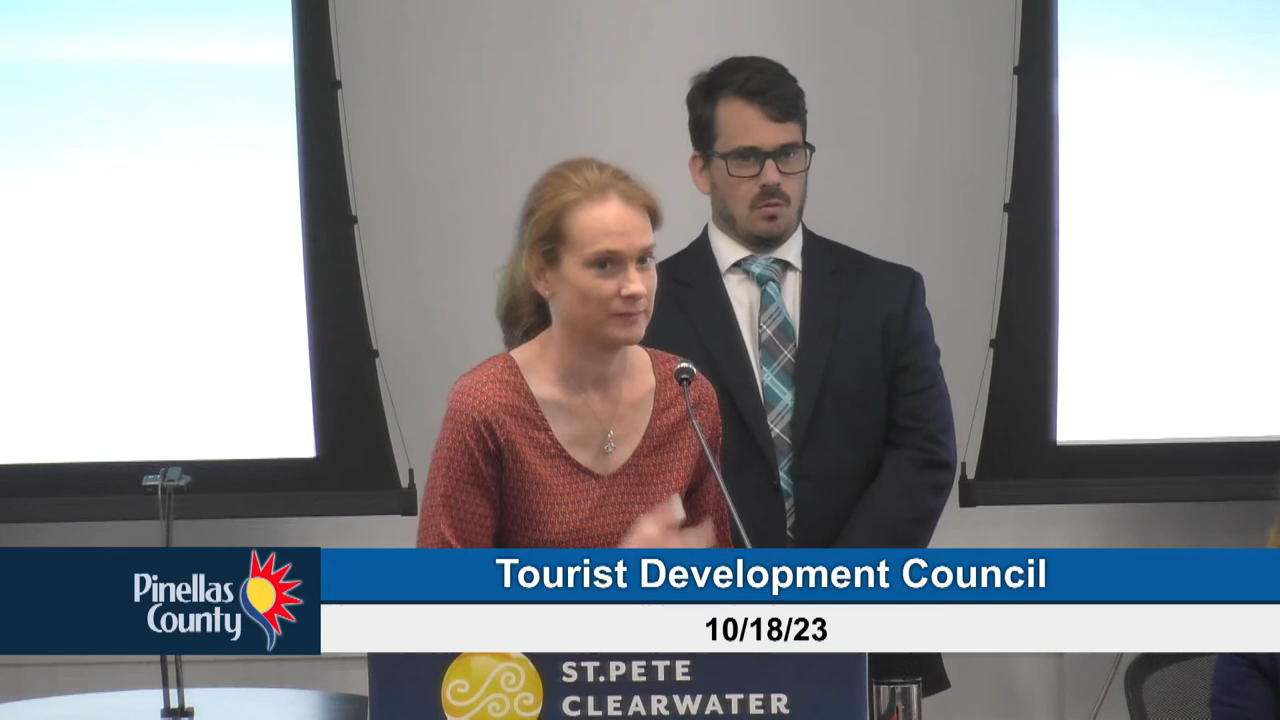 Pinellas
County
Tourist Development Council
10/18/23
ST.PETE
CLEARWATER